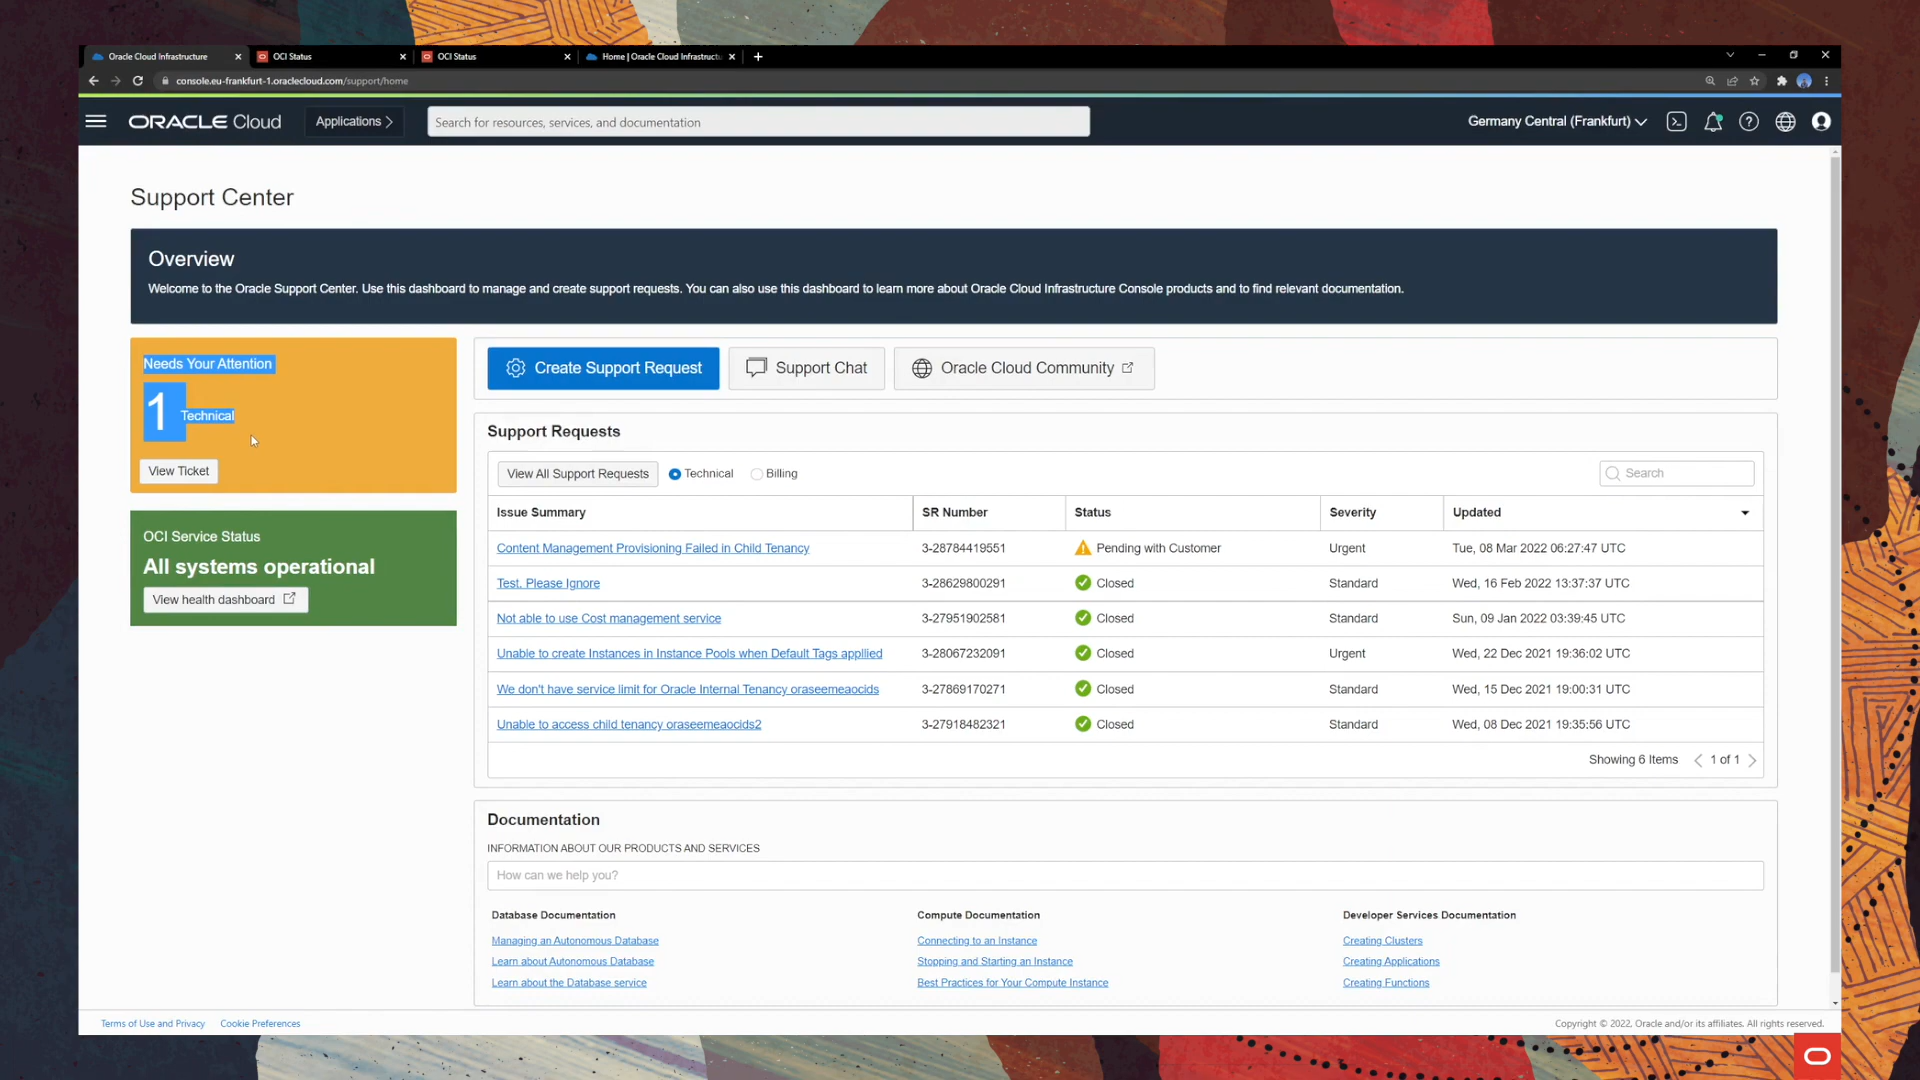 Oracle Cloud Infrastructure
OCI Status
OCI Status
Home | Oracle Cloud Infrastructu
console.eu-frankfurt-1.oraclecloud.com/support/home
ORACLE Cloud
Applications >
Search for resources, services, and documentation
Germany Central (Frankfurt)
Support Center
Overview
Welcome to the Oracle Support Center. Use this dashboard to manage and create support requests. You can also use this dashboard to learn more about Oracle Cloud Infrastructure Console products and to find relevant documentation.
Needs Your Attention
1 Technical
View Ticket
OCI Service Status
All systems operational
View health dashboard
Create Support Request
Support Chat
Oracle Cloud Community
Support Requests
View All Support Requests
Technical
Billing
Search
Issue Summary SR Number Status Severity Updated
Content Management Provisioning Failed in Child Tenancy 3-28784419551 Pending with Customer Urgent Tue, 08 Mar 2022 06:27:47 UTC
Test. Please Ignore 3-28629800291 Closed Standard Wed, 16 Feb 2022 13:37:37 UTC
Not able to use Cost management service 3-27951902581 Closed Standard Sun, 09 Jan 2022 03:39:45 UTC
Unable to create Instances in Instance Pools when Default Tags appllied 3-28067232091 Closed Urgent Wed, 22 Dec 2021 19:36:02 UTC
We don't have service limit for Oracle Internal Tenancy oraseemeaocids 3-27869170271 Closed Standard Wed, 15 Dec 2021 19:00:31 UTC
Unable to access child tenancy oraseemeaocids2 3-27918482321 Closed Standard Wed, 08 Dec 2021 19:35:56 UTC
Showing 6 Items < 1 of 1 >
Documentation
INFORMATION ABOUT OUR PRODUCTS AND SERVICES
How can we help you?
Database Documentation
Managing an Autonomous Database
Learn about Autonomous Database
Learn about the Database service
Compute Documentation
Connecting to an Instance
Stopping and Starting an Instance
Best Practices for Your Compute Instance
Developer Services Documentation
Creating Clusters
Creating Applications
Creating Functions
Terms of Use and Privacy
Cookie Preferences
Copyright © 2022, Oracle and/or its affiliates. All rights reserved.